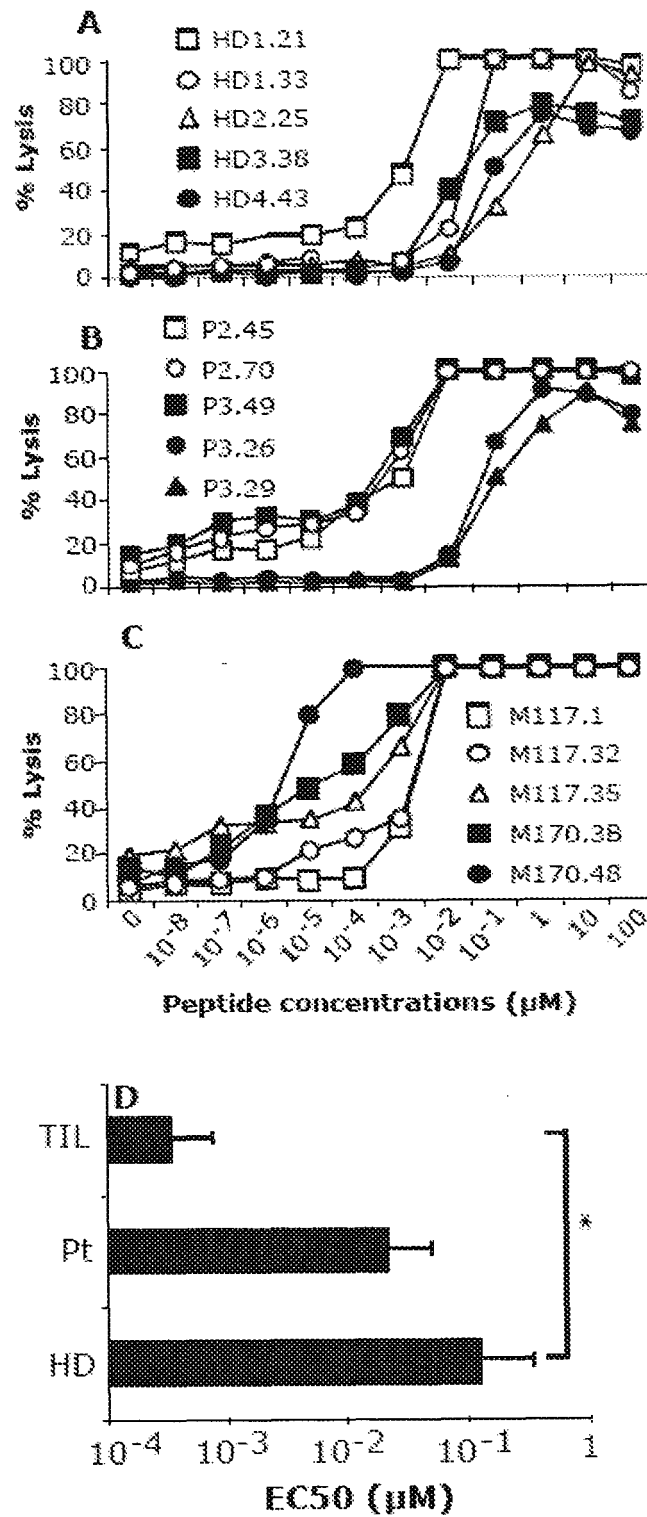 A
HD1.21
HD1.33
HD2.25
HD3.38
HD4.43
% Lysis
100
80
60
40
20
0
B
P2.45
P2.70
P3.49
P3.26
P3.29
% Lysis
100
80
60
40
20
0
C
M117.1
M117.32
M117.35
M170.38
M170.48
% Lysis
100
80
60
40
20
0
0 10-8 10-7 10-6 10-5 10-4 10-3 10-2 10-1 1 10 100
Peptide concentrations (µM)
D
TIL
Pt
HD
*
10-4 10-3 10-2 10-1 1
EC50 (µM)